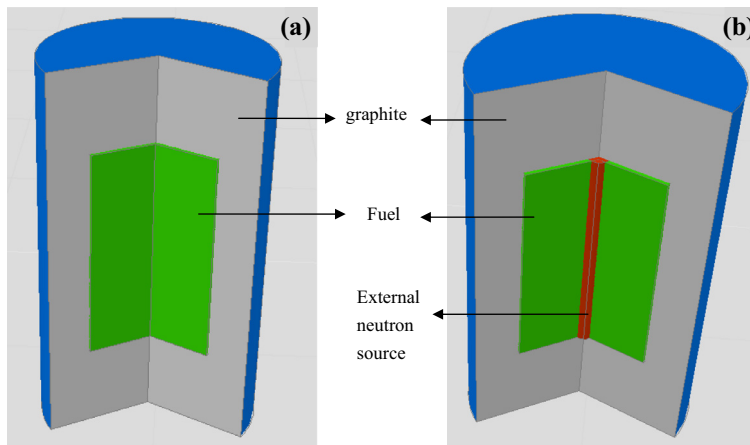 (a)
(b)
graphite
Fuel
External
neutron
source